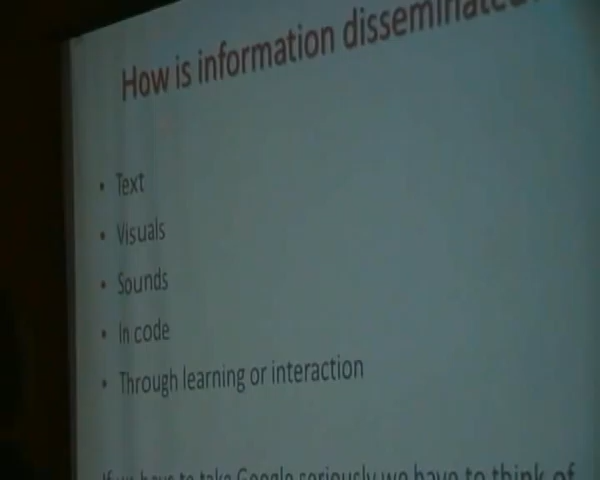 How is information disseminated?
• Text
• Visuals
• Sounds
• In code
• Through learning or interaction
If we have to take Google seriously we have to think of